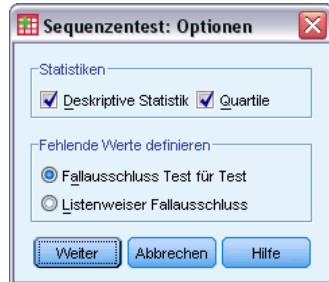 Sequenzentest: Optionen
Statistiken
Deskriptive Statistik Quartile
Fehlende Werte definieren
Fallausschluss Test für Test
Listenweiser Fallausschluss
Weiter Abbrechen Hilfe